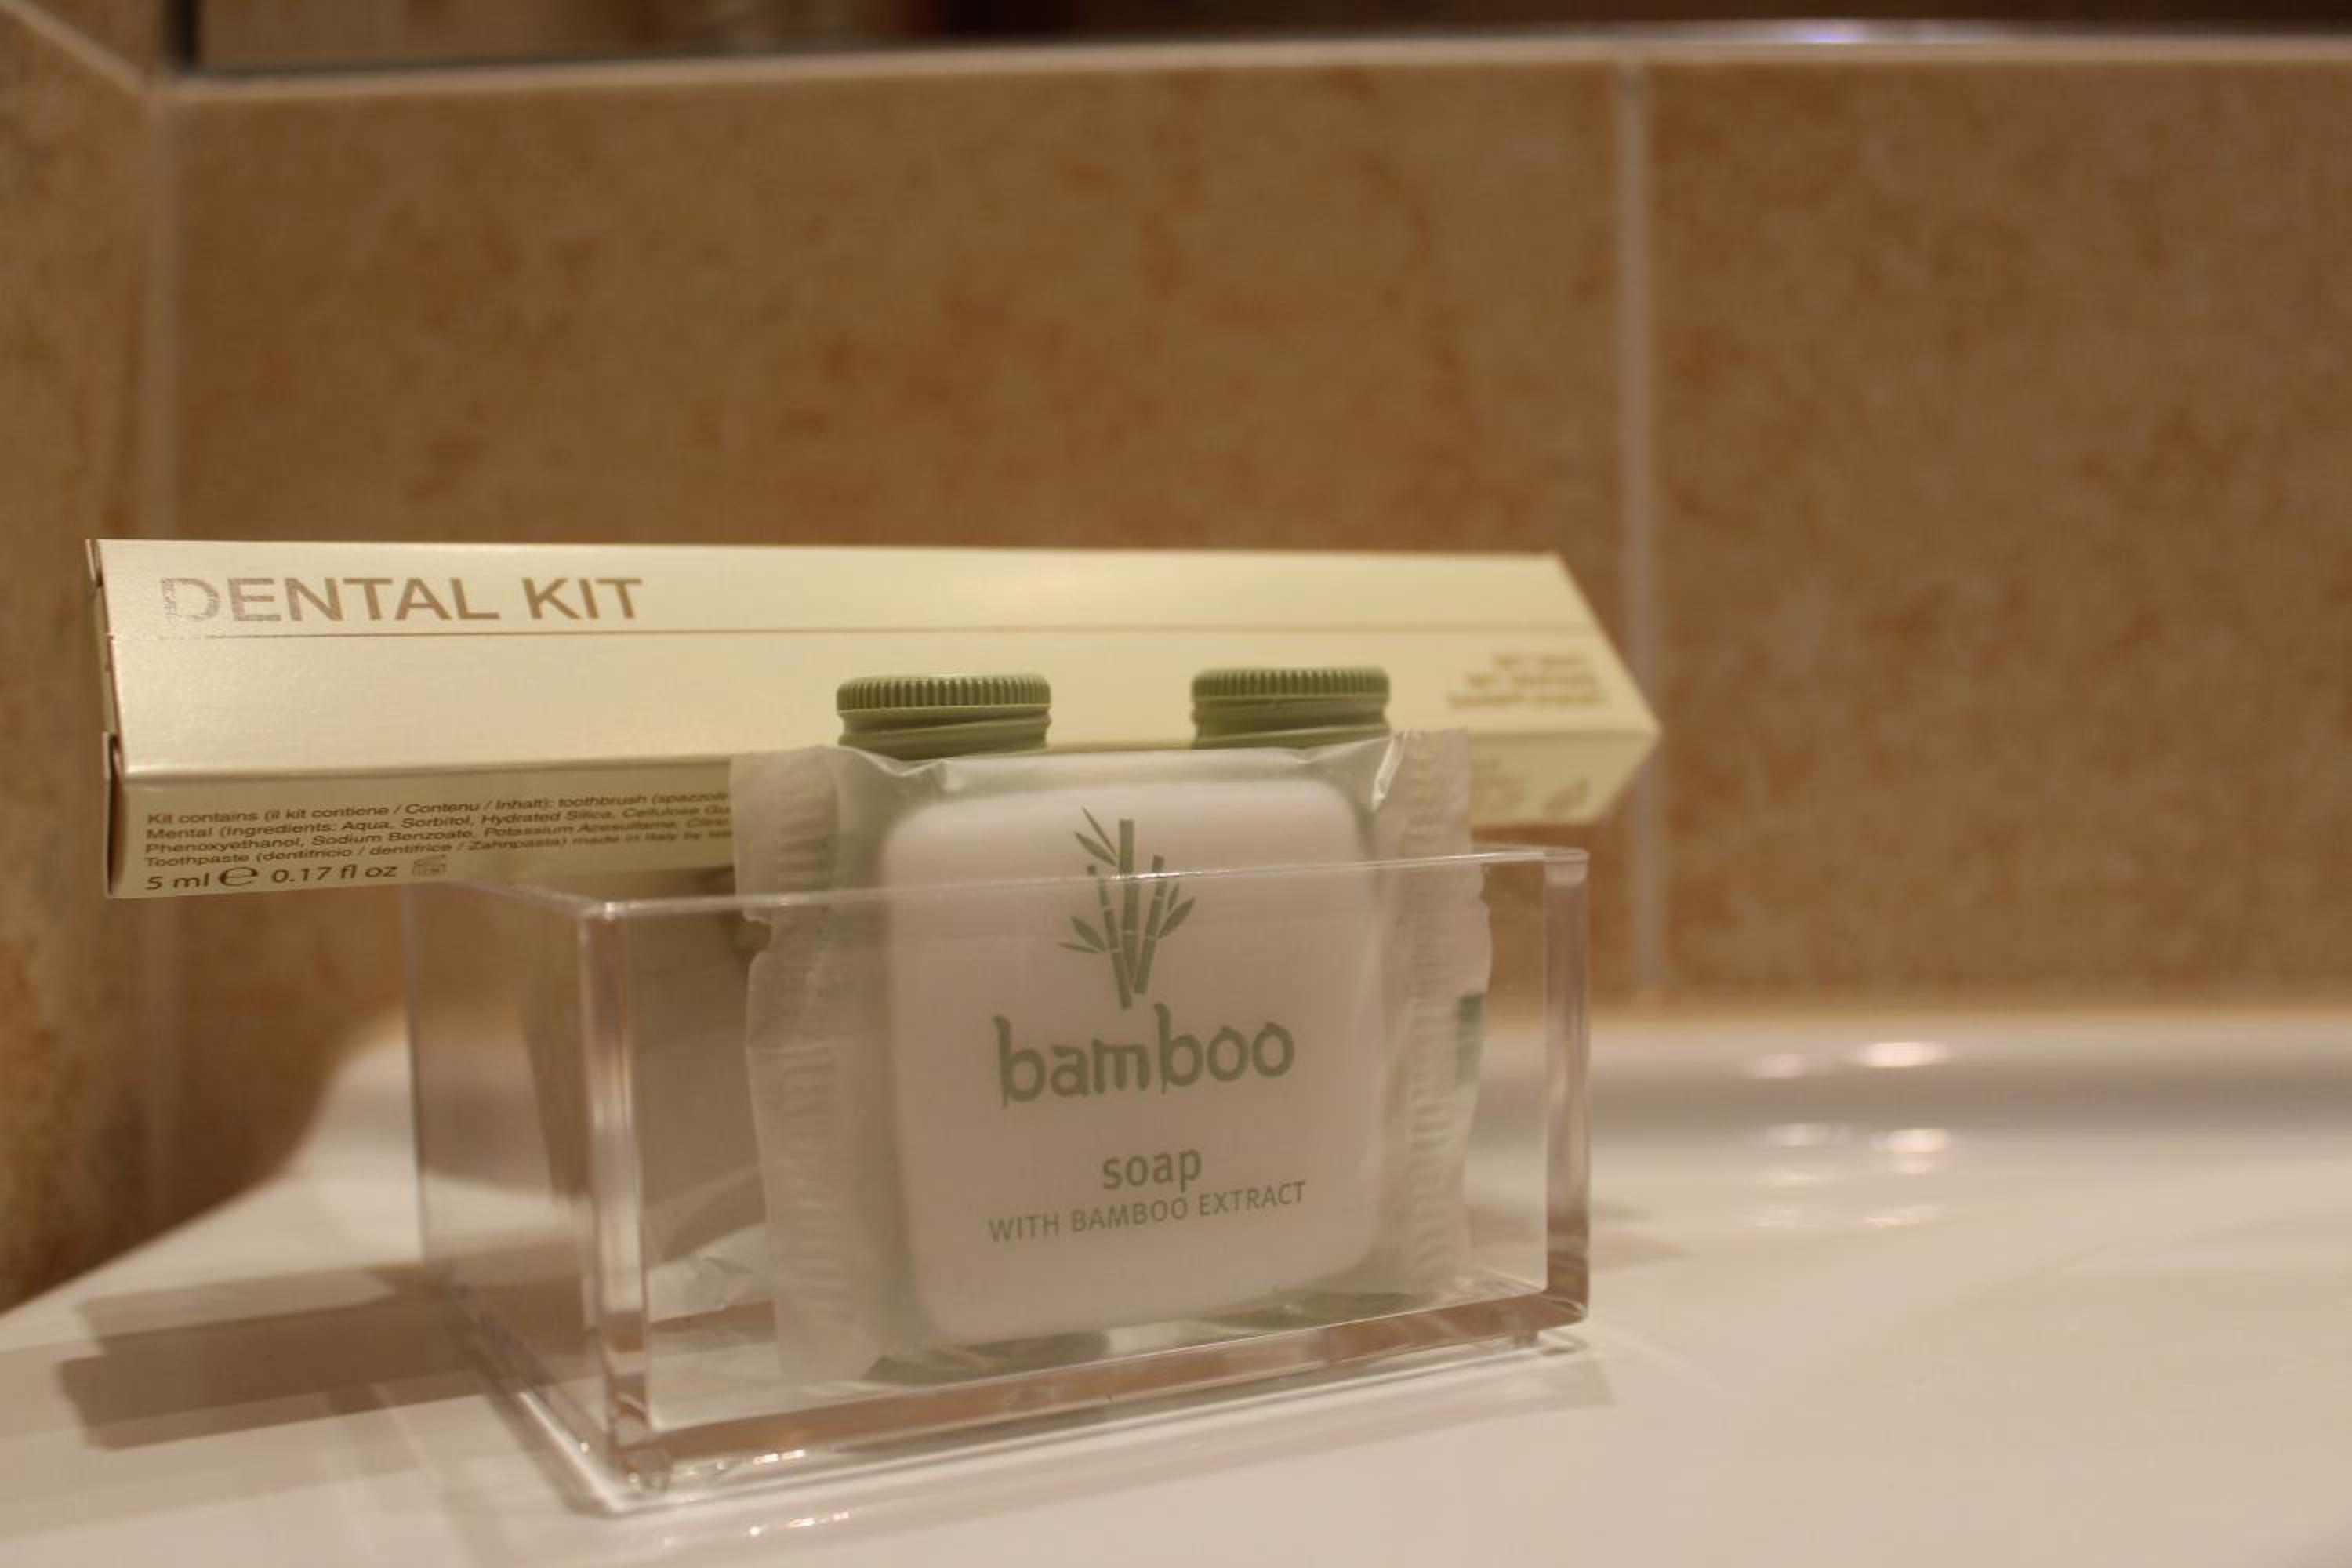 DENTAL KIT
Kit contains (il kit contiene / Contenu / Inhalt): toothbrush
Mental (Ingredients: Aqua, Sorbitol, Hydrated Silica, Cellulose
Phenoxyethanol, Sodium Benzoate, Potassium Acesulfame,
Toothpaste (dentifricio / dentifrice / Zahnpasta) made in Italy by
5 ml ℮ 0.17 fl oz
bamboo
soap
WITH BAMBOO EXTRACT